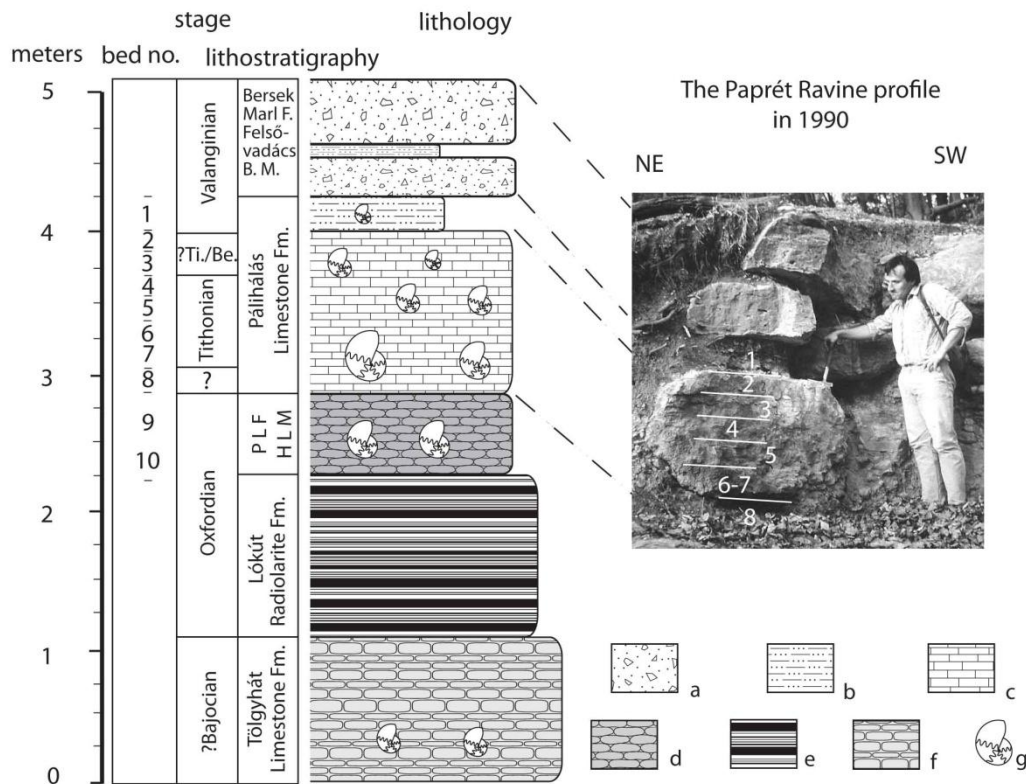 stage
lithology
meters
bed no.
lithostratigraphy
5
4
3
2
1
0
1
2
3
4
5
6
7
8
9
10
Valanginian
?Ti./Be.
Tithonian
?
Oxfordian
?Bajocian
Bersek
Marl F.
Felső-
vadács
B. M.
Pálihálás
Limestone Fm.
P L F
H L M
Lókút
Radiolarite Fm.
Tölgyhát
Limestone Fm.
The Paprét Ravine profile
in 1990
NE
SW
1
2
3
4
5
6-7
8
a
b
c
d
e
f
g